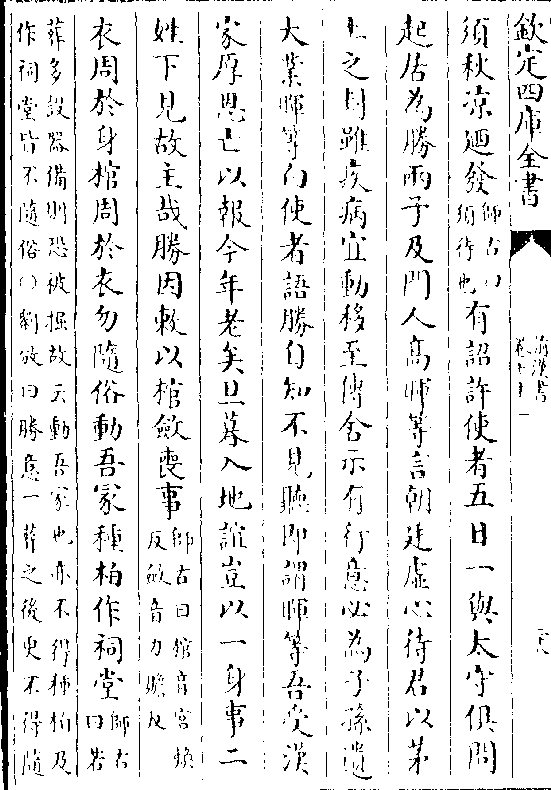 欽定四庫全書
前漢書
須秋涼廼發師古曰須待也有詔許使者五日一與太守俱問
起居為勝兩子及門人高暉等言朝廷虛心待君以茅
土之封雖疾病宜動移至傳舍示有行意必為子孫遺
大業暉等白使者語勝自知不見聽即謂暉等吾受漢
家厚恩亡以報今年老矣旦暮入地誼豈以一身事二
姓下見故主哉勝因敕以棺斂喪事師古曰棺音宮煥反斂音力贍反
衣周於身棺周於衣勿隨俗動吾冢種柏作祠堂師古曰若
葬多設器備則恐被掘故云動吾冢也亦不得種柏及
作祠堂皆不隨俗○劉攽曰勝意一葬之後更不得隨